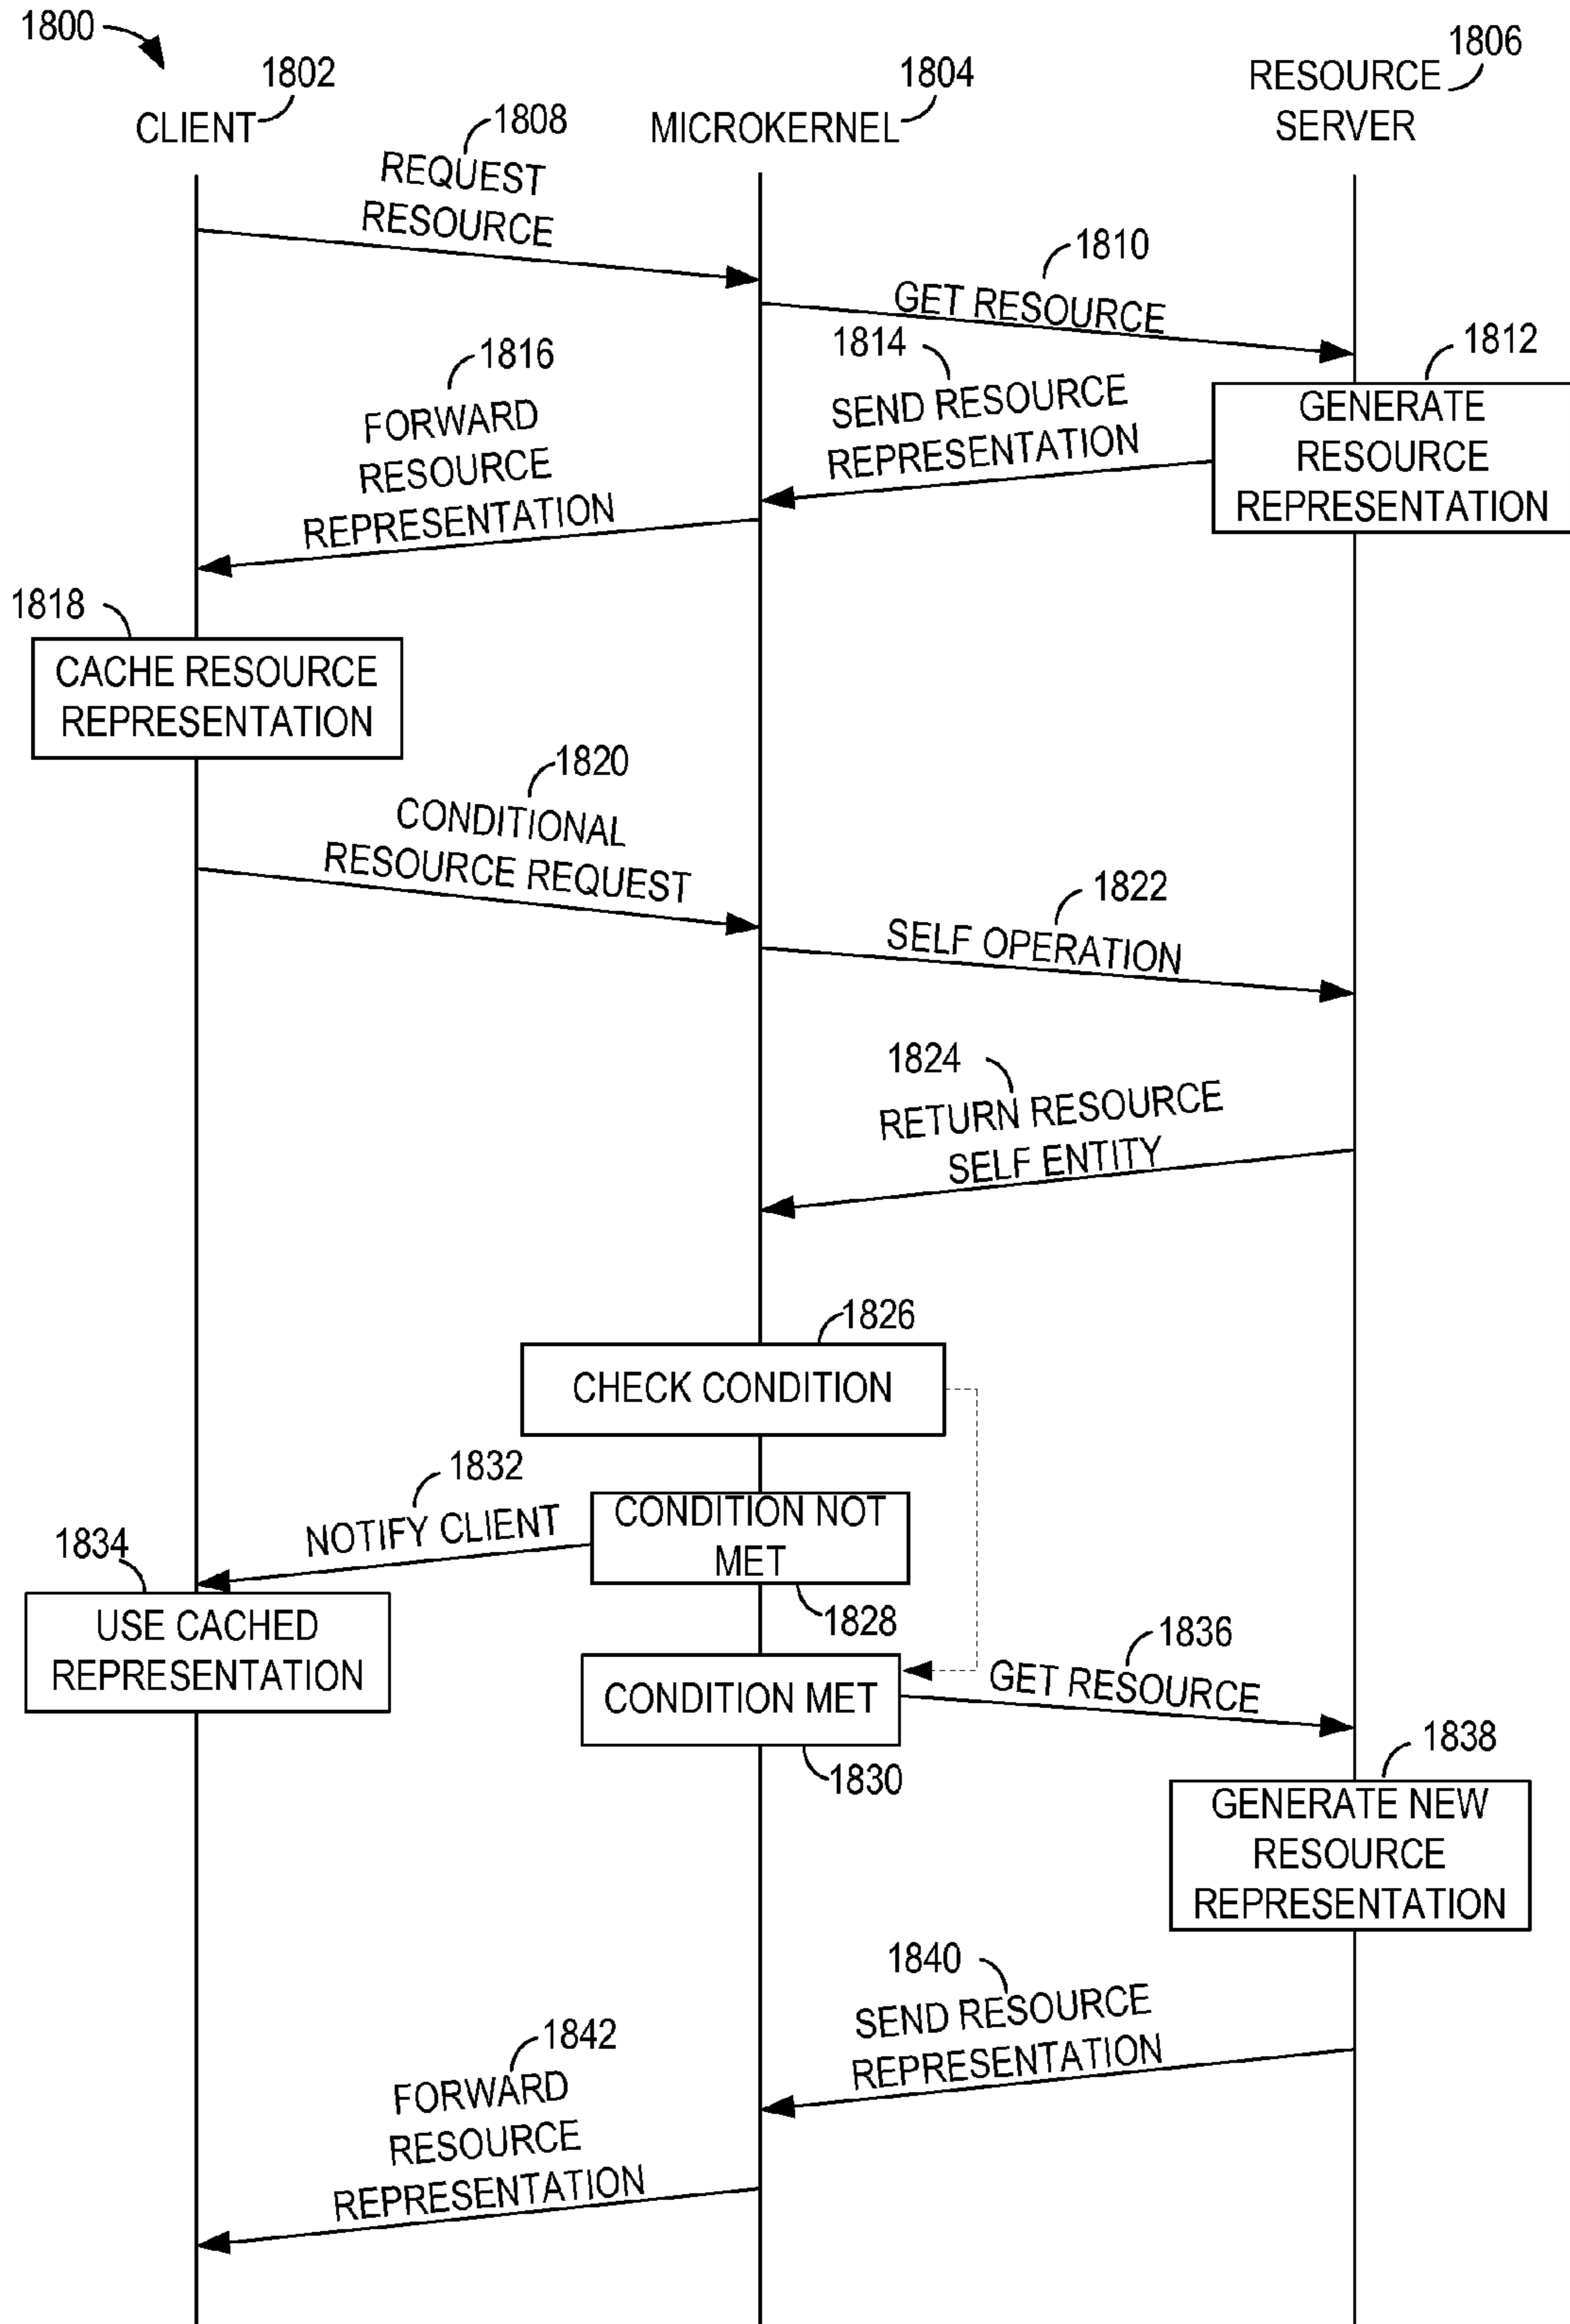 1800
1802
CLIENT
1804
MICROKERNEL
1806
RESOURCE
SERVER
1808
REQUEST
RESOURCE
1810
GET RESOURCE
1812
GENERATE
RESOURCE
REPRESENTATION
1814
SEND RESOURCE
REPRESENTATION
1816
FORWARD
RESOURCE
REPRESENTATION
1818
CACHE RESOURCE
REPRESENTATION
1820
CONDITIONAL
RESOURCE REQUEST
1822
SELF OPERATION
1824
RETURN RESOURCE
SELF ENTITY
1826
CHECK CONDITION
CONDITION NOT
MET
1828
1832
NOTIFY CLIENT
1834
USE CACHED
REPRESENTATION
CONDITION MET
1830
1836
GET RESOURCE
1838
GENERATE NEW
RESOURCE
REPRESENTATION
1840
SEND RESOURCE
REPRESENTATION
1842
FORWARD
RESOURCE
REPRESENTATION